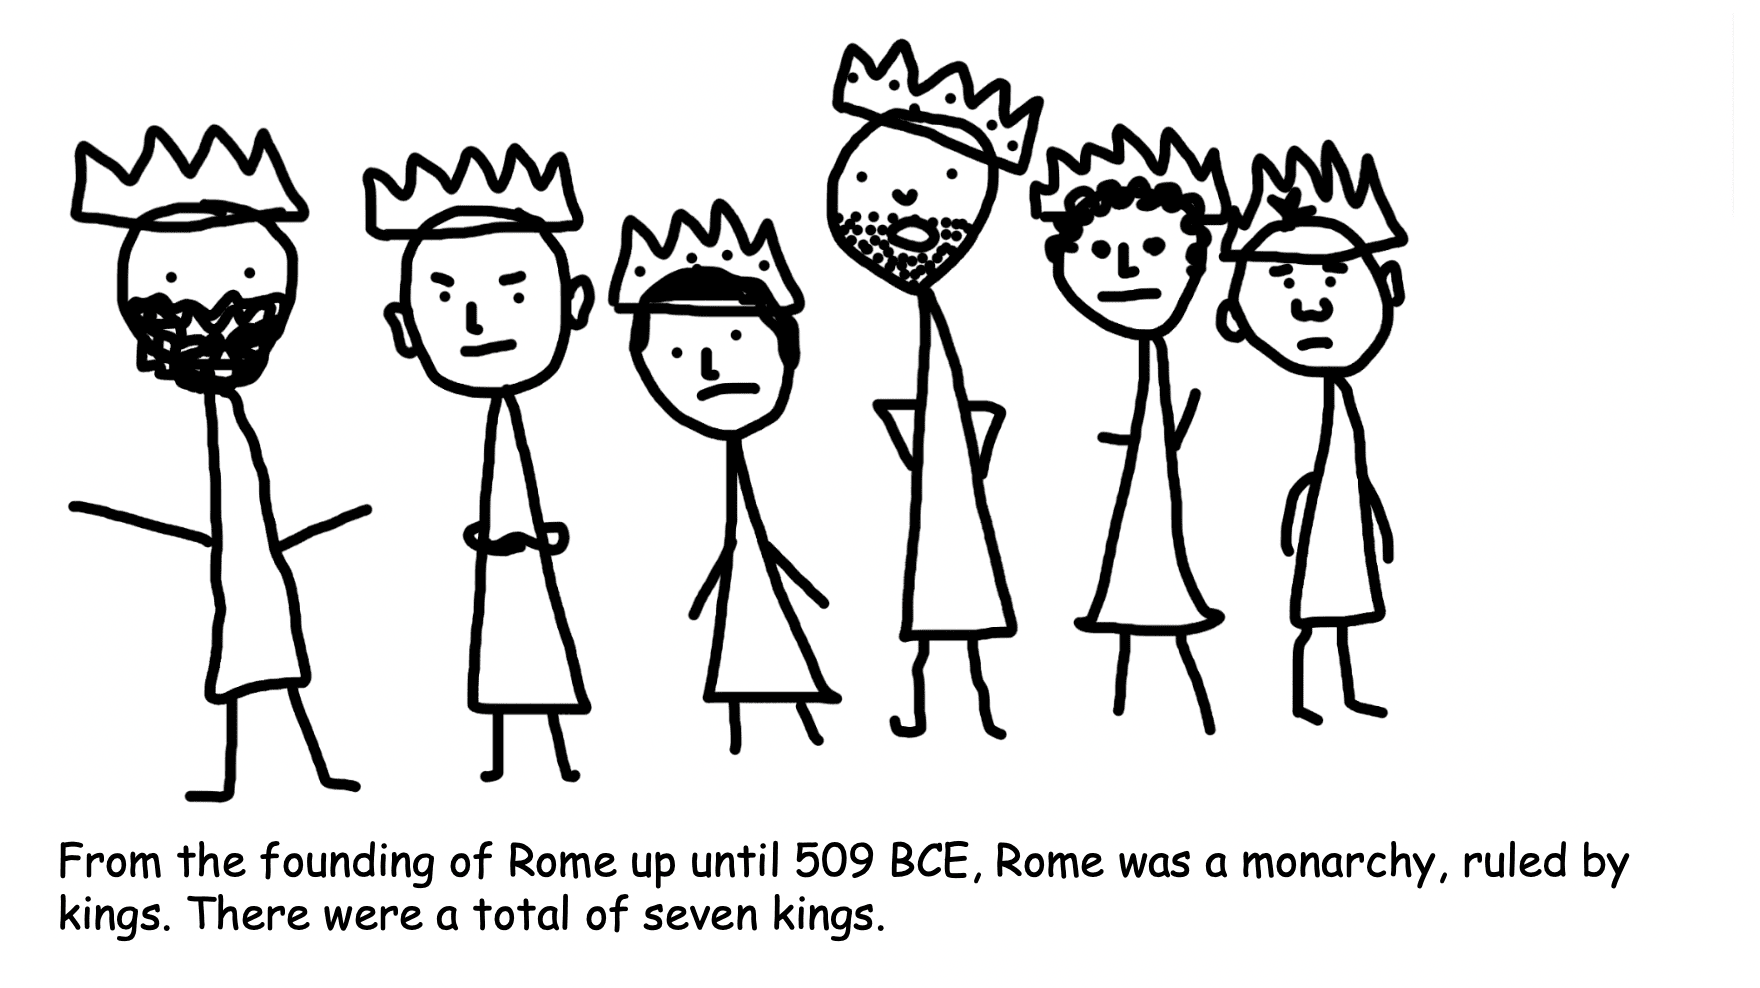 From the founding of Rome up until 509 BCE, Rome was a monarchy, ruled by
kings. There were a total of seven kings.